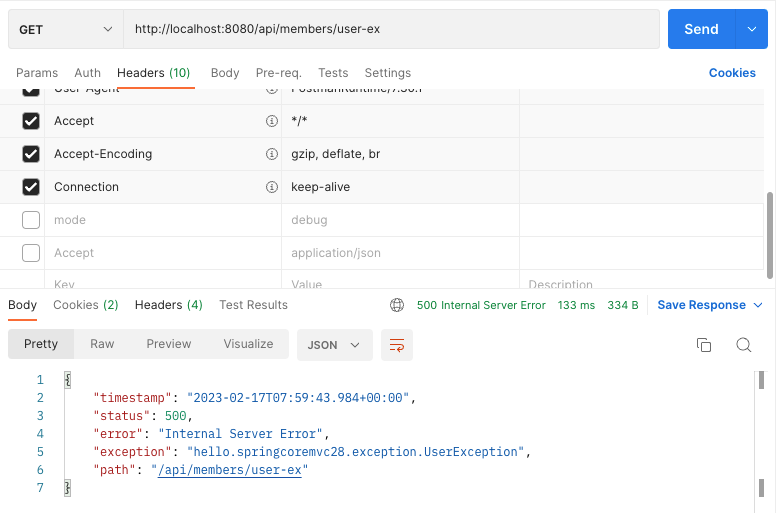 GET http://localhost:8080/api/members/user-ex Send
Params Auth Headers (10) Body Pre-req. Tests Settings Cookies
User-Agent PostmanRuntime/7.30.1
Accept */*
Accept-Encoding gzip, deflate, br
Connection keep-alive
mode debug
Accept application/json
Key Value Description
Body Cookies (2) Headers (4) Test Results 500 Internal Server Error 133 ms 334 B Save Response
Pretty Raw Preview Visualize JSON
1 {
2 "timestamp": "2023-02-17T07:59:43.984+00:00",
3 "status": 500,
4 "error": "Internal Server Error",
5 "exception": "hello.springcoremvc28.exception.UserException",
6 "path": "/api/members/user-ex"
7 }